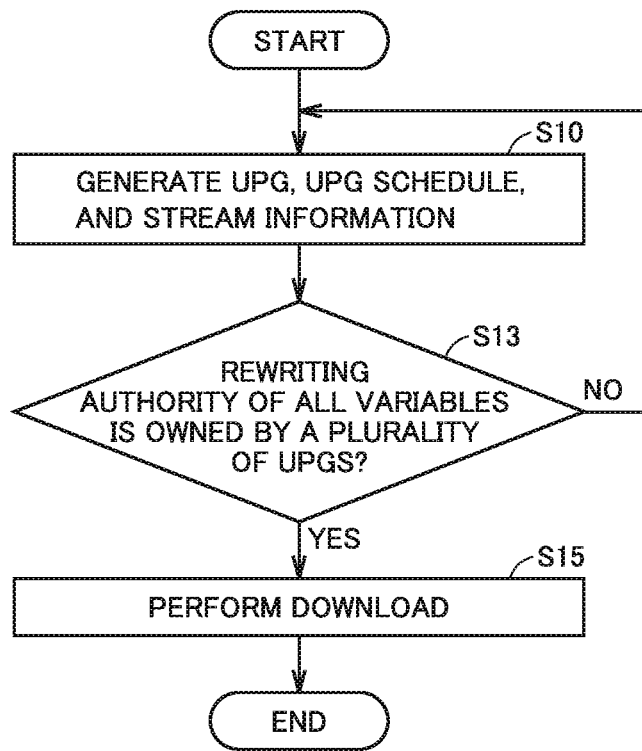 START
S10
GENERATE UPG, UPG SCHEDULE,
AND STREAM INFORMATION
S13
REWRITING
AUTHORITY OF ALL VARIABLES
IS OWNED BY A PLURALITY
OF UPGS?
NO
YES
S15
PERFORM DOWNLOAD
END